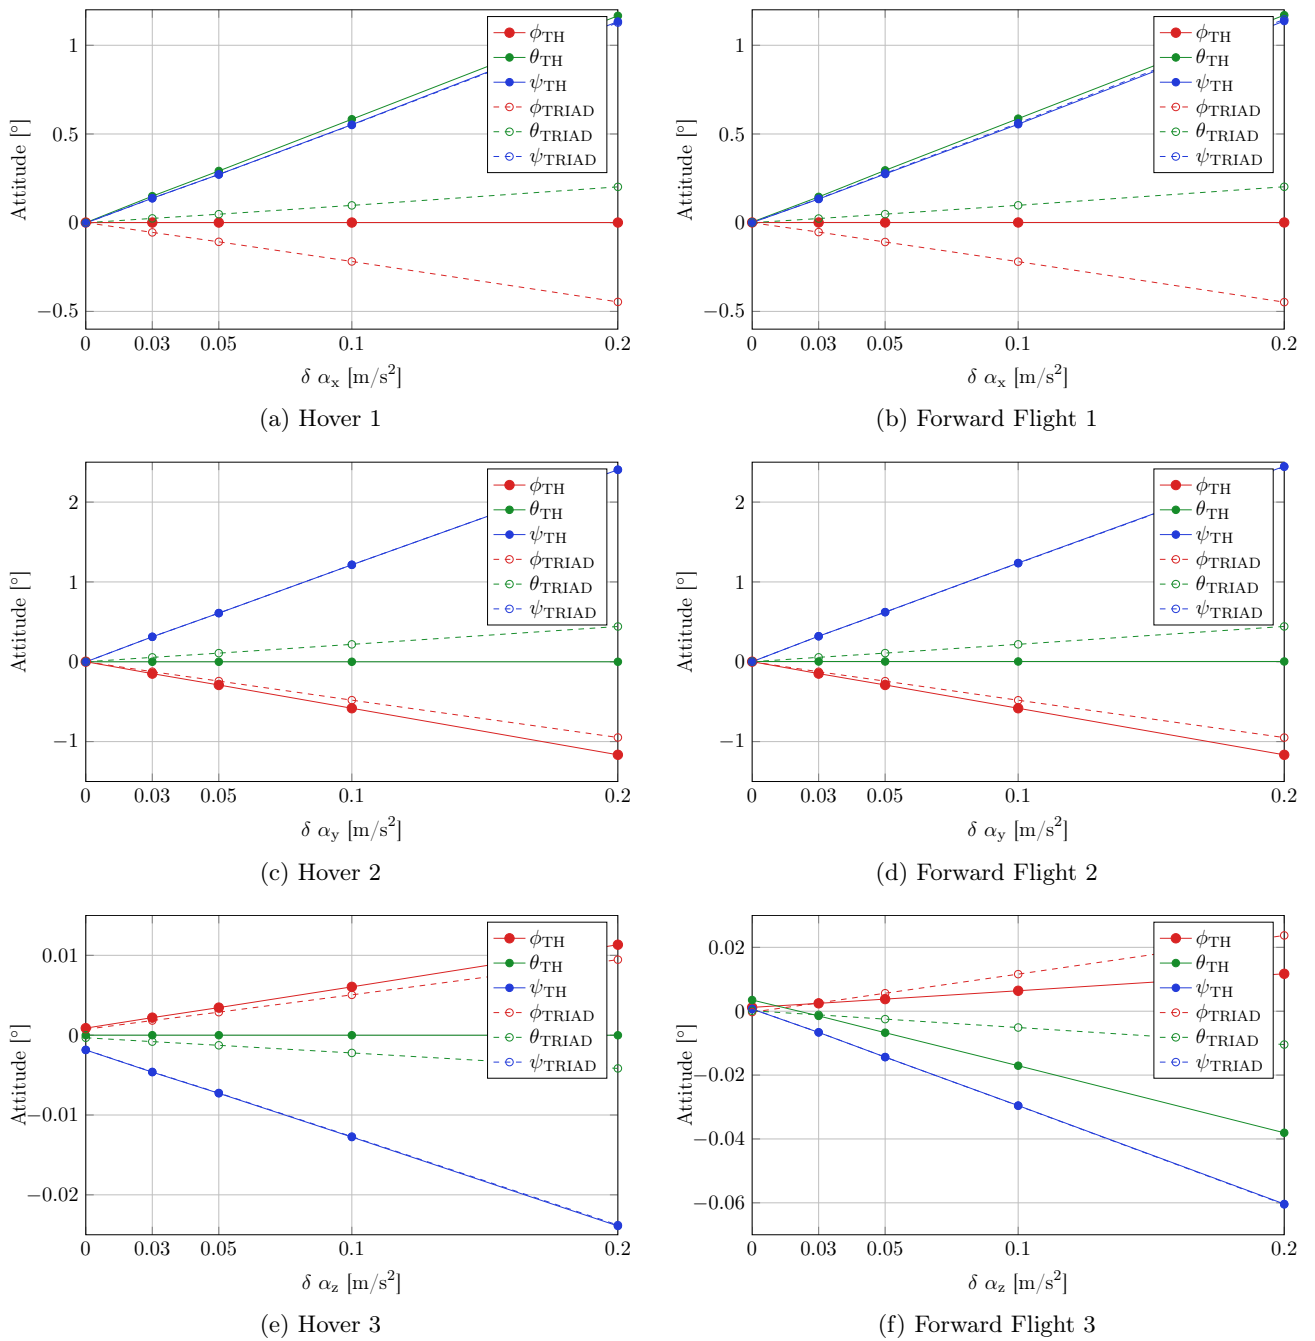 1
0.5
0
−0.5
Attitude [°]
0 0.03 0.05 0.1 0.2
δ αx [m/s²]
ϕTH
θTH
ψTH
ϕTRIAD
θTRIAD
ψTRIAD
(a) Hover 1
1
0.5
0
−0.5
Attitude [°]
0 0.03 0.05 0.1 0.2
δ αx [m/s²]
ϕTH
θTH
ψTH
ϕTRIAD
θTRIAD
ψTRIAD
(b) Forward Flight 1
2
1
0
−1
Attitude [°]
0 0.03 0.05 0.1 0.2
δ αy [m/s²]
ϕTH
θTH
ψTH
ϕTRIAD
θTRIAD
ψTRIAD
(c) Hover 2
2
1
0
−1
Attitude [°]
0 0.03 0.05 0.1 0.2
δ αy [m/s²]
ϕTH
θTH
ψTH
ϕTRIAD
θTRIAD
ψTRIAD
(d) Forward Flight 2
0.01
0
−0.01
−0.02
Attitude [°]
0 0.03 0.05 0.1 0.2
δ αz [m/s²]
ϕTH
θTH
ψTH
ϕTRIAD
θTRIAD
ψTRIAD
(e) Hover 3
0.02
0
−0.02
−0.04
−0.06
Attitude [°]
0 0.03 0.05 0.1 0.2
δ αz [m/s²]
ϕTH
θTH
ψTH
ϕTRIAD
θTRIAD
ψTRIAD
(f) Forward Flight 3